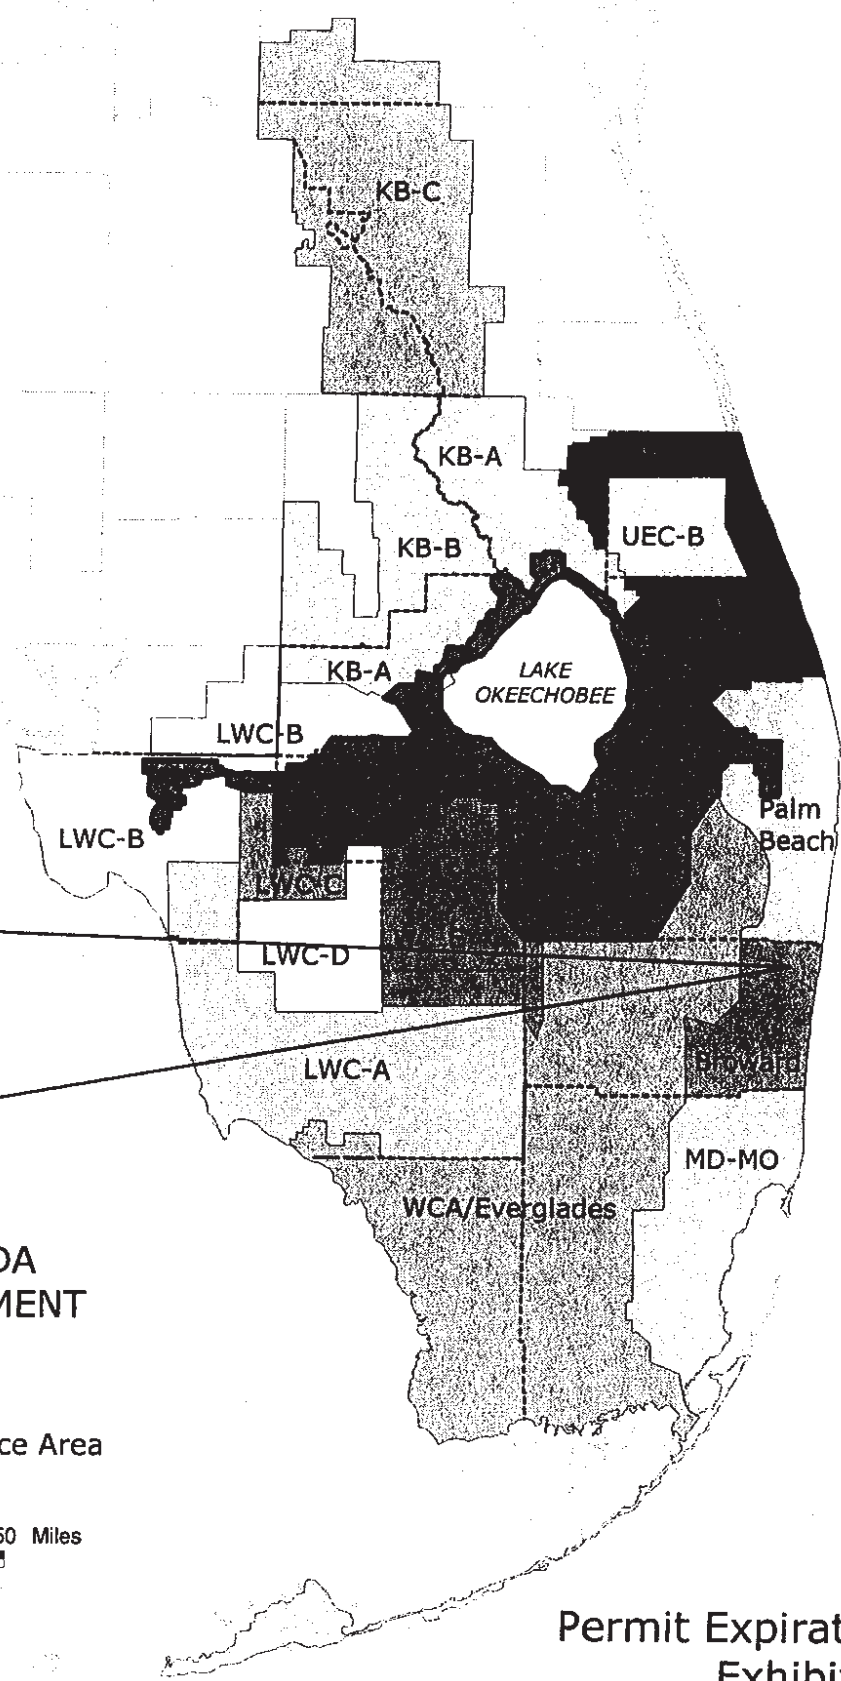 KB-C
KB-A
UEC-B
KB-B
KB-A
LAKE
OKEECHOBEE
LWC-B
LWC-B
Palm
Beach
LWC-C
LWC-D
LWC-A
Broward
MD-MO
WCA/Everglades
DA
MENT
ce Area
50 Miles
Permit Expirat
Exhibi